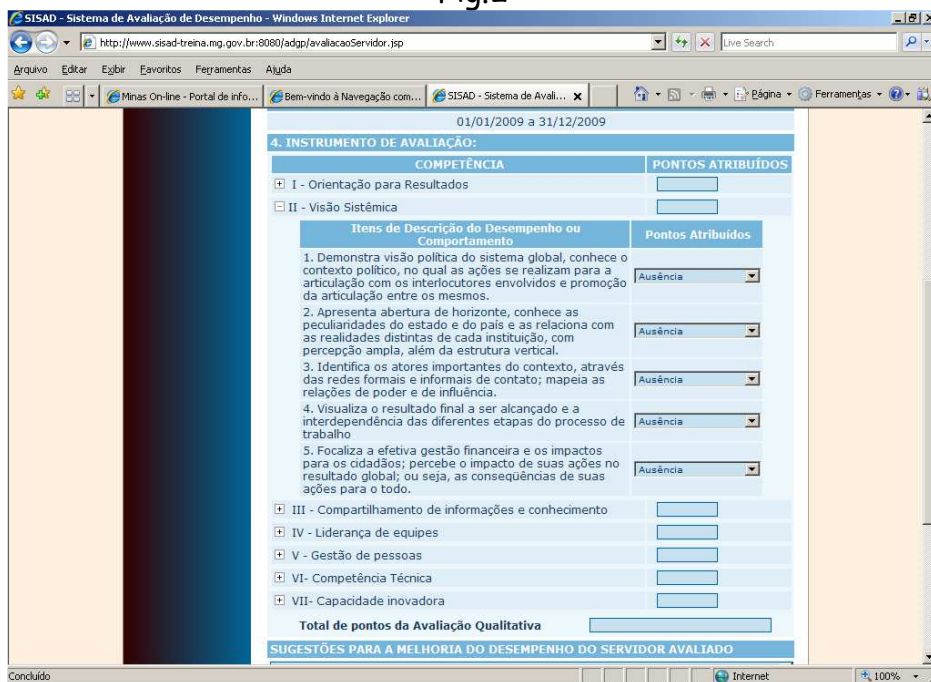 Fig.2
SISAD - Sistema de Avaliação de Desempenho - Windows Internet Explorer
http://www.sisad-treina.mg.gov.br:8080/adgp/avaliacaoServidor.jsp
Live Search
Arquivo Editar Exibir Favoritos Ferramentas Ajuda
Minas On-line - Portal de info... Bem-vindo à Navegação com... SISAD - Sistema de Avali... Página Ferramentas
01/01/2009 a 31/12/2009
4. INSTRUMENTO DE AVALIAÇÃO:
COMPETÊNCIA PONTOS ATRIBUÍDOS
I - Orientação para Resultados
II - Visão Sistêmica
Itens de Descrição do Desempenho ou
Comportamento
Pontos Atribuídos
1. Demonstra visão política do sistema global, conhece o
contexto político, no qual as ações se realizam para a
articulação com os interlocutores envolvidos e promoção
da articulação entre os mesmos.
Ausência
2. Apresenta abertura de horizonte, conhece as
peculiaridades do estado e do país e as relaciona com
as realidades distintas de cada instituição, com
percepção ampla, além da estrutura vertical.
Ausência
3. Identifica os atores importantes do contexto, através
das redes formais e informais de contato; mapeia as
relações de poder e de influência.
Ausência
4. Visualiza o resultado final a ser alcançado e a
interdependência das diferentes etapas do processo de
trabalho
Ausência
5. Focaliza a efetiva gestão financeira e os impactos
para os cidadãos; percebe o impacto de suas ações no
resultado global; ou seja, as conseqüências de suas
ações para o todo.
Ausência
III - Compartilhamento de informações e conhecimento
IV - Liderança de equipes
V - Gestão de pessoas
VI- Competência Técnica
VII- Capacidade inovadora
Total de pontos da Avaliação Qualitativa
SUGESTÕES PARA A MELHORIA DO DESEMPENHO DO SERVIDOR AVALIADO
Concluído Internet 100%